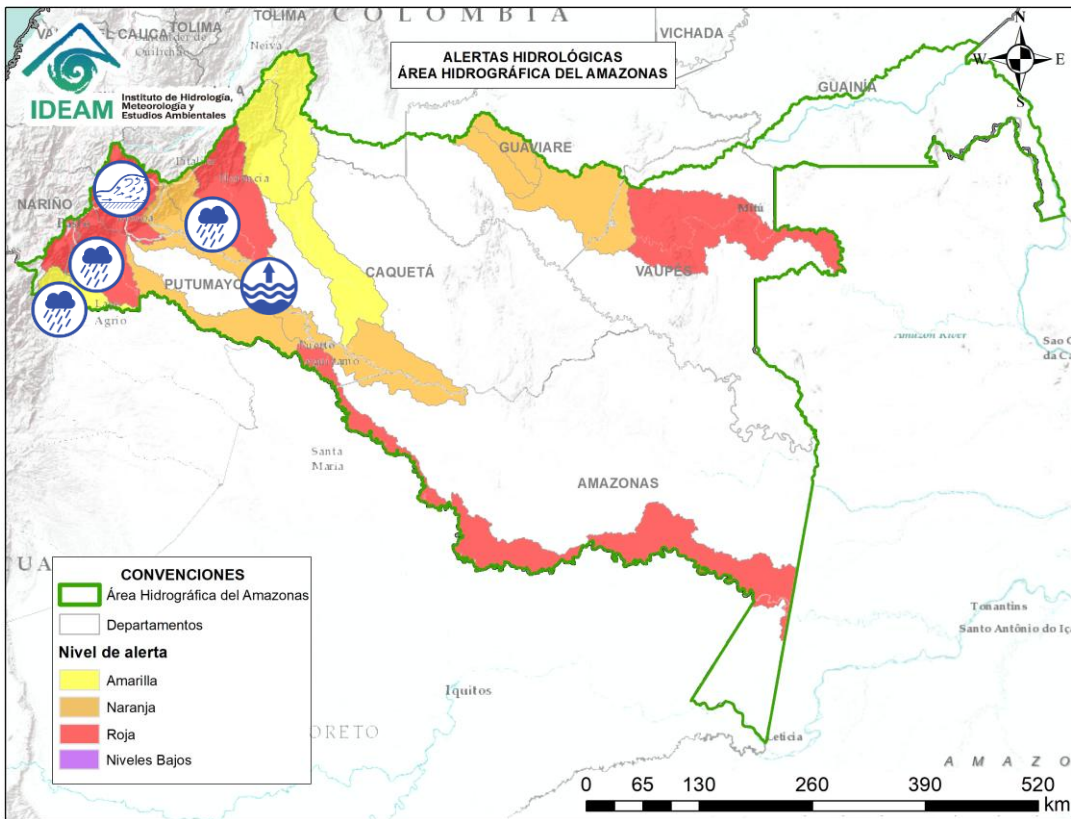 COLOMBIA
TOLIMA
TOLIMA
VICHADA
Neiva
IDEAM
Instituto de Hidrología,
Meteorología y
Estudios Ambientales
ALERTAS HIDROLÓGICAS
ÁREA HIDROGRÁFICA DEL AMAZONAS
N
W
E
S
GUAINÍA
GUAVIARE
NARIÑO
Mitú
VAUPÉS
CAQUETÁ
PUTUMAYO
Agrio
Amazon River
Santa
Maria
AMAZONAS
CONVENCIONES
Área Hidrográfica del Amazonas
Departamentos
Nivel de alerta
Amarilla
Naranja
Roja
Niveles Bajos
Tonantins
Santo Antônio do Iç
Iquitos
ORETO
Leticia
AMAZO
0 65 130 260 390 520
km